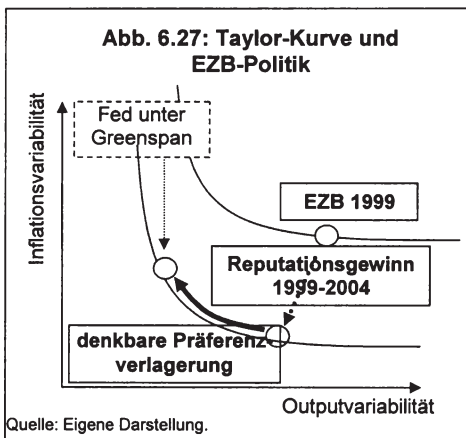 Abb. 6.27: Taylor-Kurve und
EZB-Politik
Inflationsvariabilität
Fed unter
Greenspan
EZB 1999
Reputationsgewinn
1999-2004
denkbare Präferenz-
verlagerung
Outputvariabilität
Quelle: Eigene Darstellung.